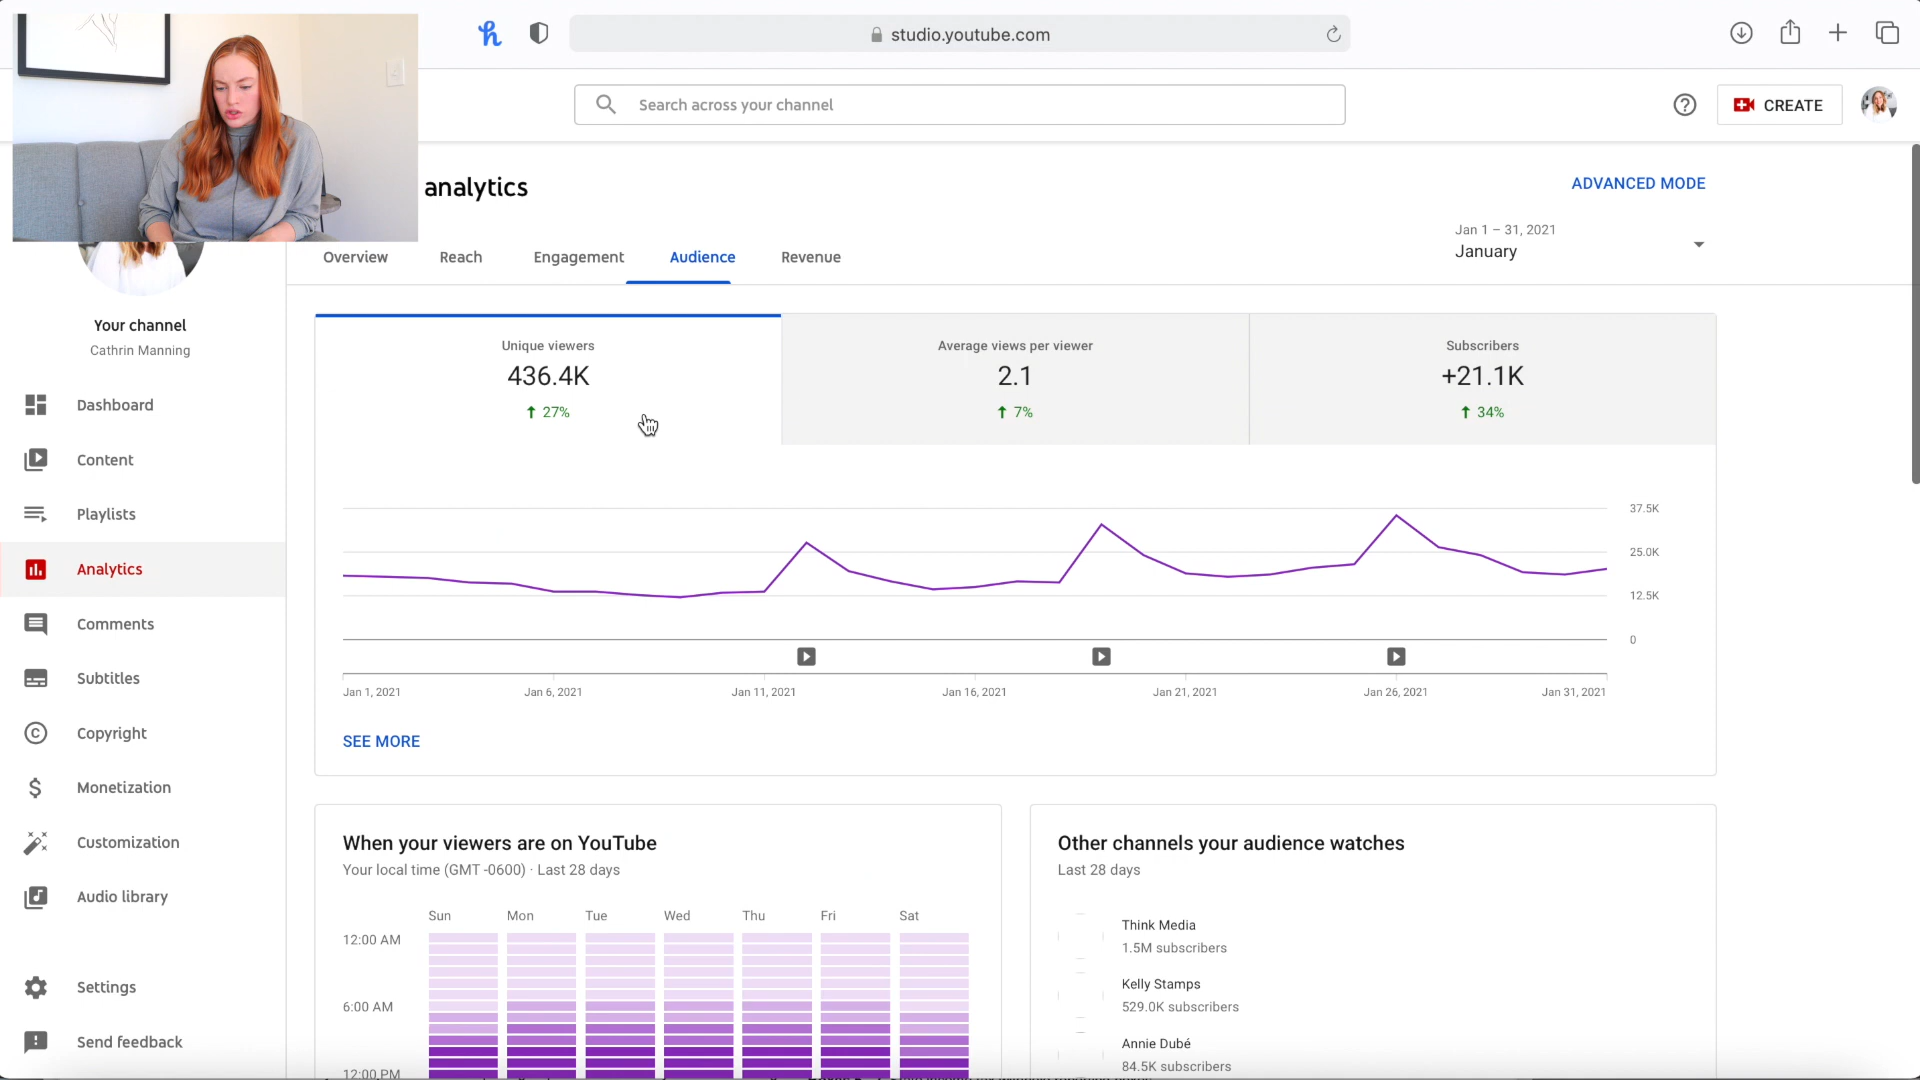 studio.youtube.com
Search across your channel
CREATE
analytics
ADVANCED MODE
Jan 1 – 31, 2021
January
Overview
Reach
Engagement
Audience
Revenue
Your channel
Cathrin Manning
Dashboard
Content
Playlists
Analytics
Comments
Subtitles
Copyright
Monetization
Customization
Audio library
Settings
Send feedback
Unique viewers
436.4K
27%
Average views per viewer
2.1
7%
Subscribers
+21.1K
34%
37.5K
25.0K
12.5K
0
Jan 1, 2021
Jan 6, 2021
Jan 11, 2021
Jan 16, 2021
Jan 21, 2021
Jan 26, 2021
Jan 31, 2021
SEE MORE
When your viewers are on YouTube
Your local time (GMT -0600) · Last 28 days
Sun Mon Tue Wed Thu Fri Sat
12:00 AM
6:00 AM
12:00 PM
Other channels your audience watches
Last 28 days
Think Media
1.5M subscribers
Kelly Stamps
529.0K subscribers
Annie Dubé
84.5K subscribers